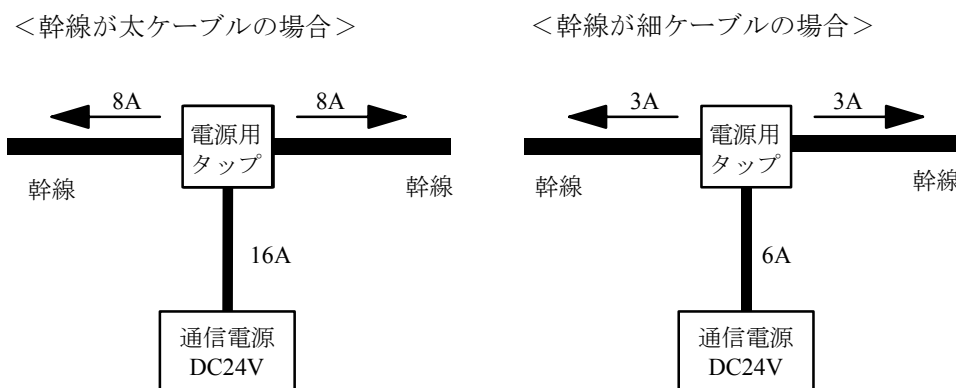 ＜幹線が太ケーブルの場合＞
8A
8A
電源用
タップ
幹線
幹線
16A
通信電源
DC24V
＜幹線が細ケーブルの場合＞
3A
3A
電源用
タップ
幹線
幹線
6A
通信電源
DC24V